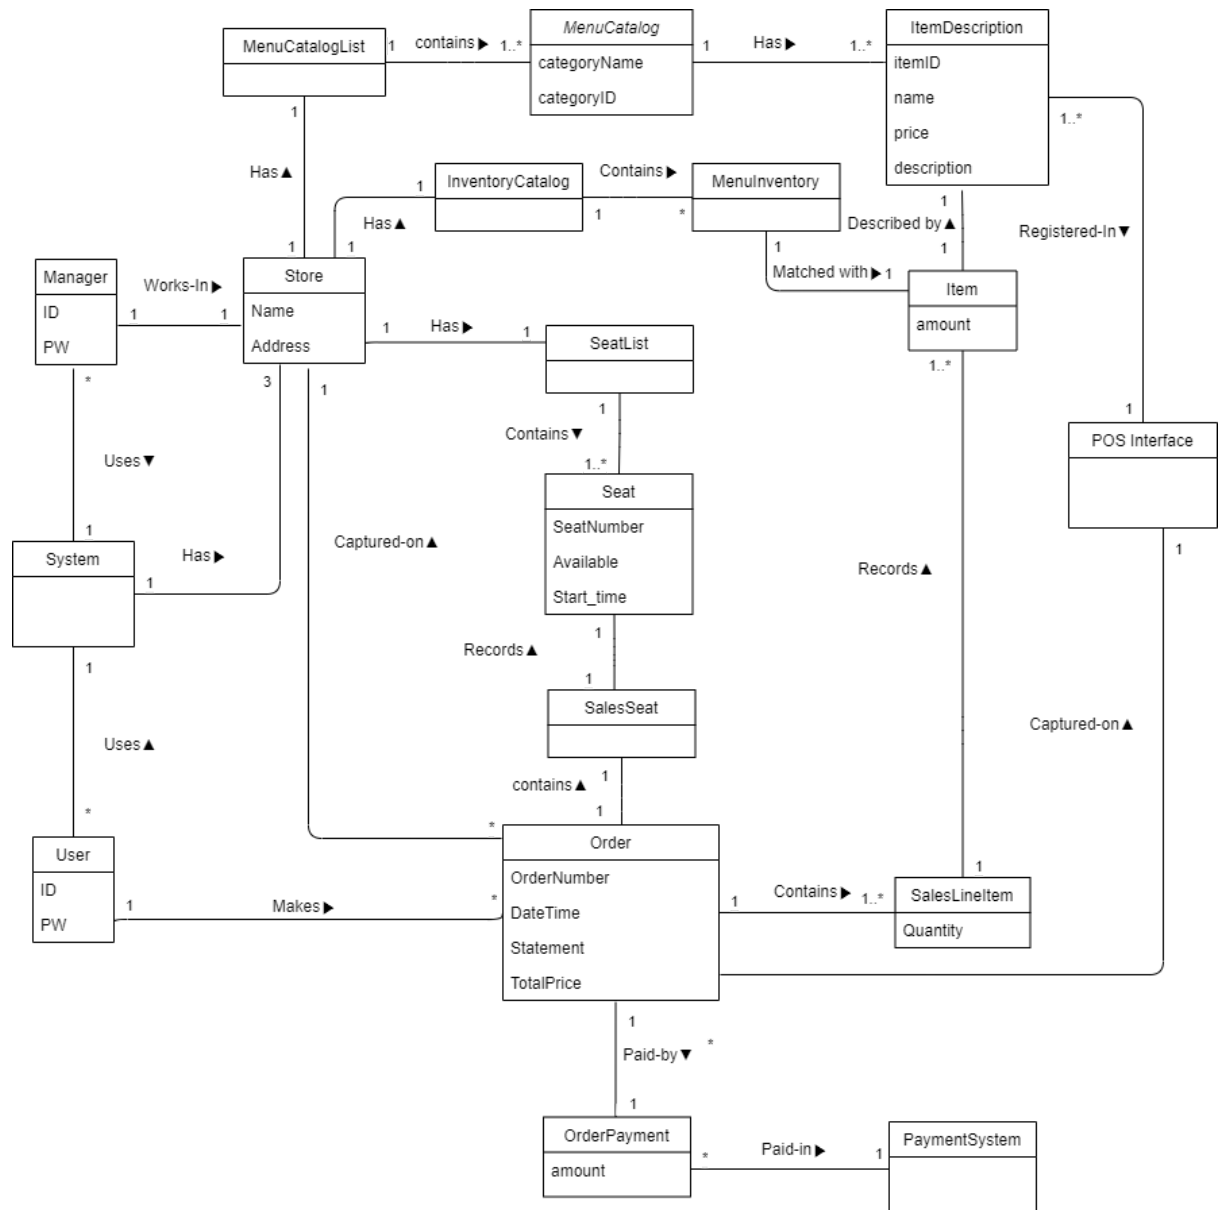 MenuCatalogList
1
contains▶
1..*
MenuCatalog
categoryName
categoryID
1
Has▶
1..*
ItemDescription
itemID
name
price
description
1
Has▲
1
1..*
1
InventoryCatalog
Contains▶
1
*
MenuInventory
Has▲
1
1
Described by▲
1
1
Registered-In▼
Matched with▶
1
Item
amount
1..*
Manager
ID
PW
Works-In▶
1
1
Store
Name
Address
1
Has▶
1
SeatList
*
3
1
1
Contains▼
1..*
1
POS Interface
Uses▼
1
System
Has▶
1
Captured-on▲
Seat
SeatNumber
Available
Start_time
1
Records▲
1
Records▲
1
SalesSeat
1
Captured-on▲
Uses▲
contains▲
1
*
*
1
User
ID
PW
1
Makes▶
*
Order
OrderNumber
DateTime
Statement
TotalPrice
1
Contains▶
1..*
1
SalesLineItem
Quantity
1
Paid-by▼
*
1
OrderPayment
amount
*
Paid-in▶
1
PaymentSystem